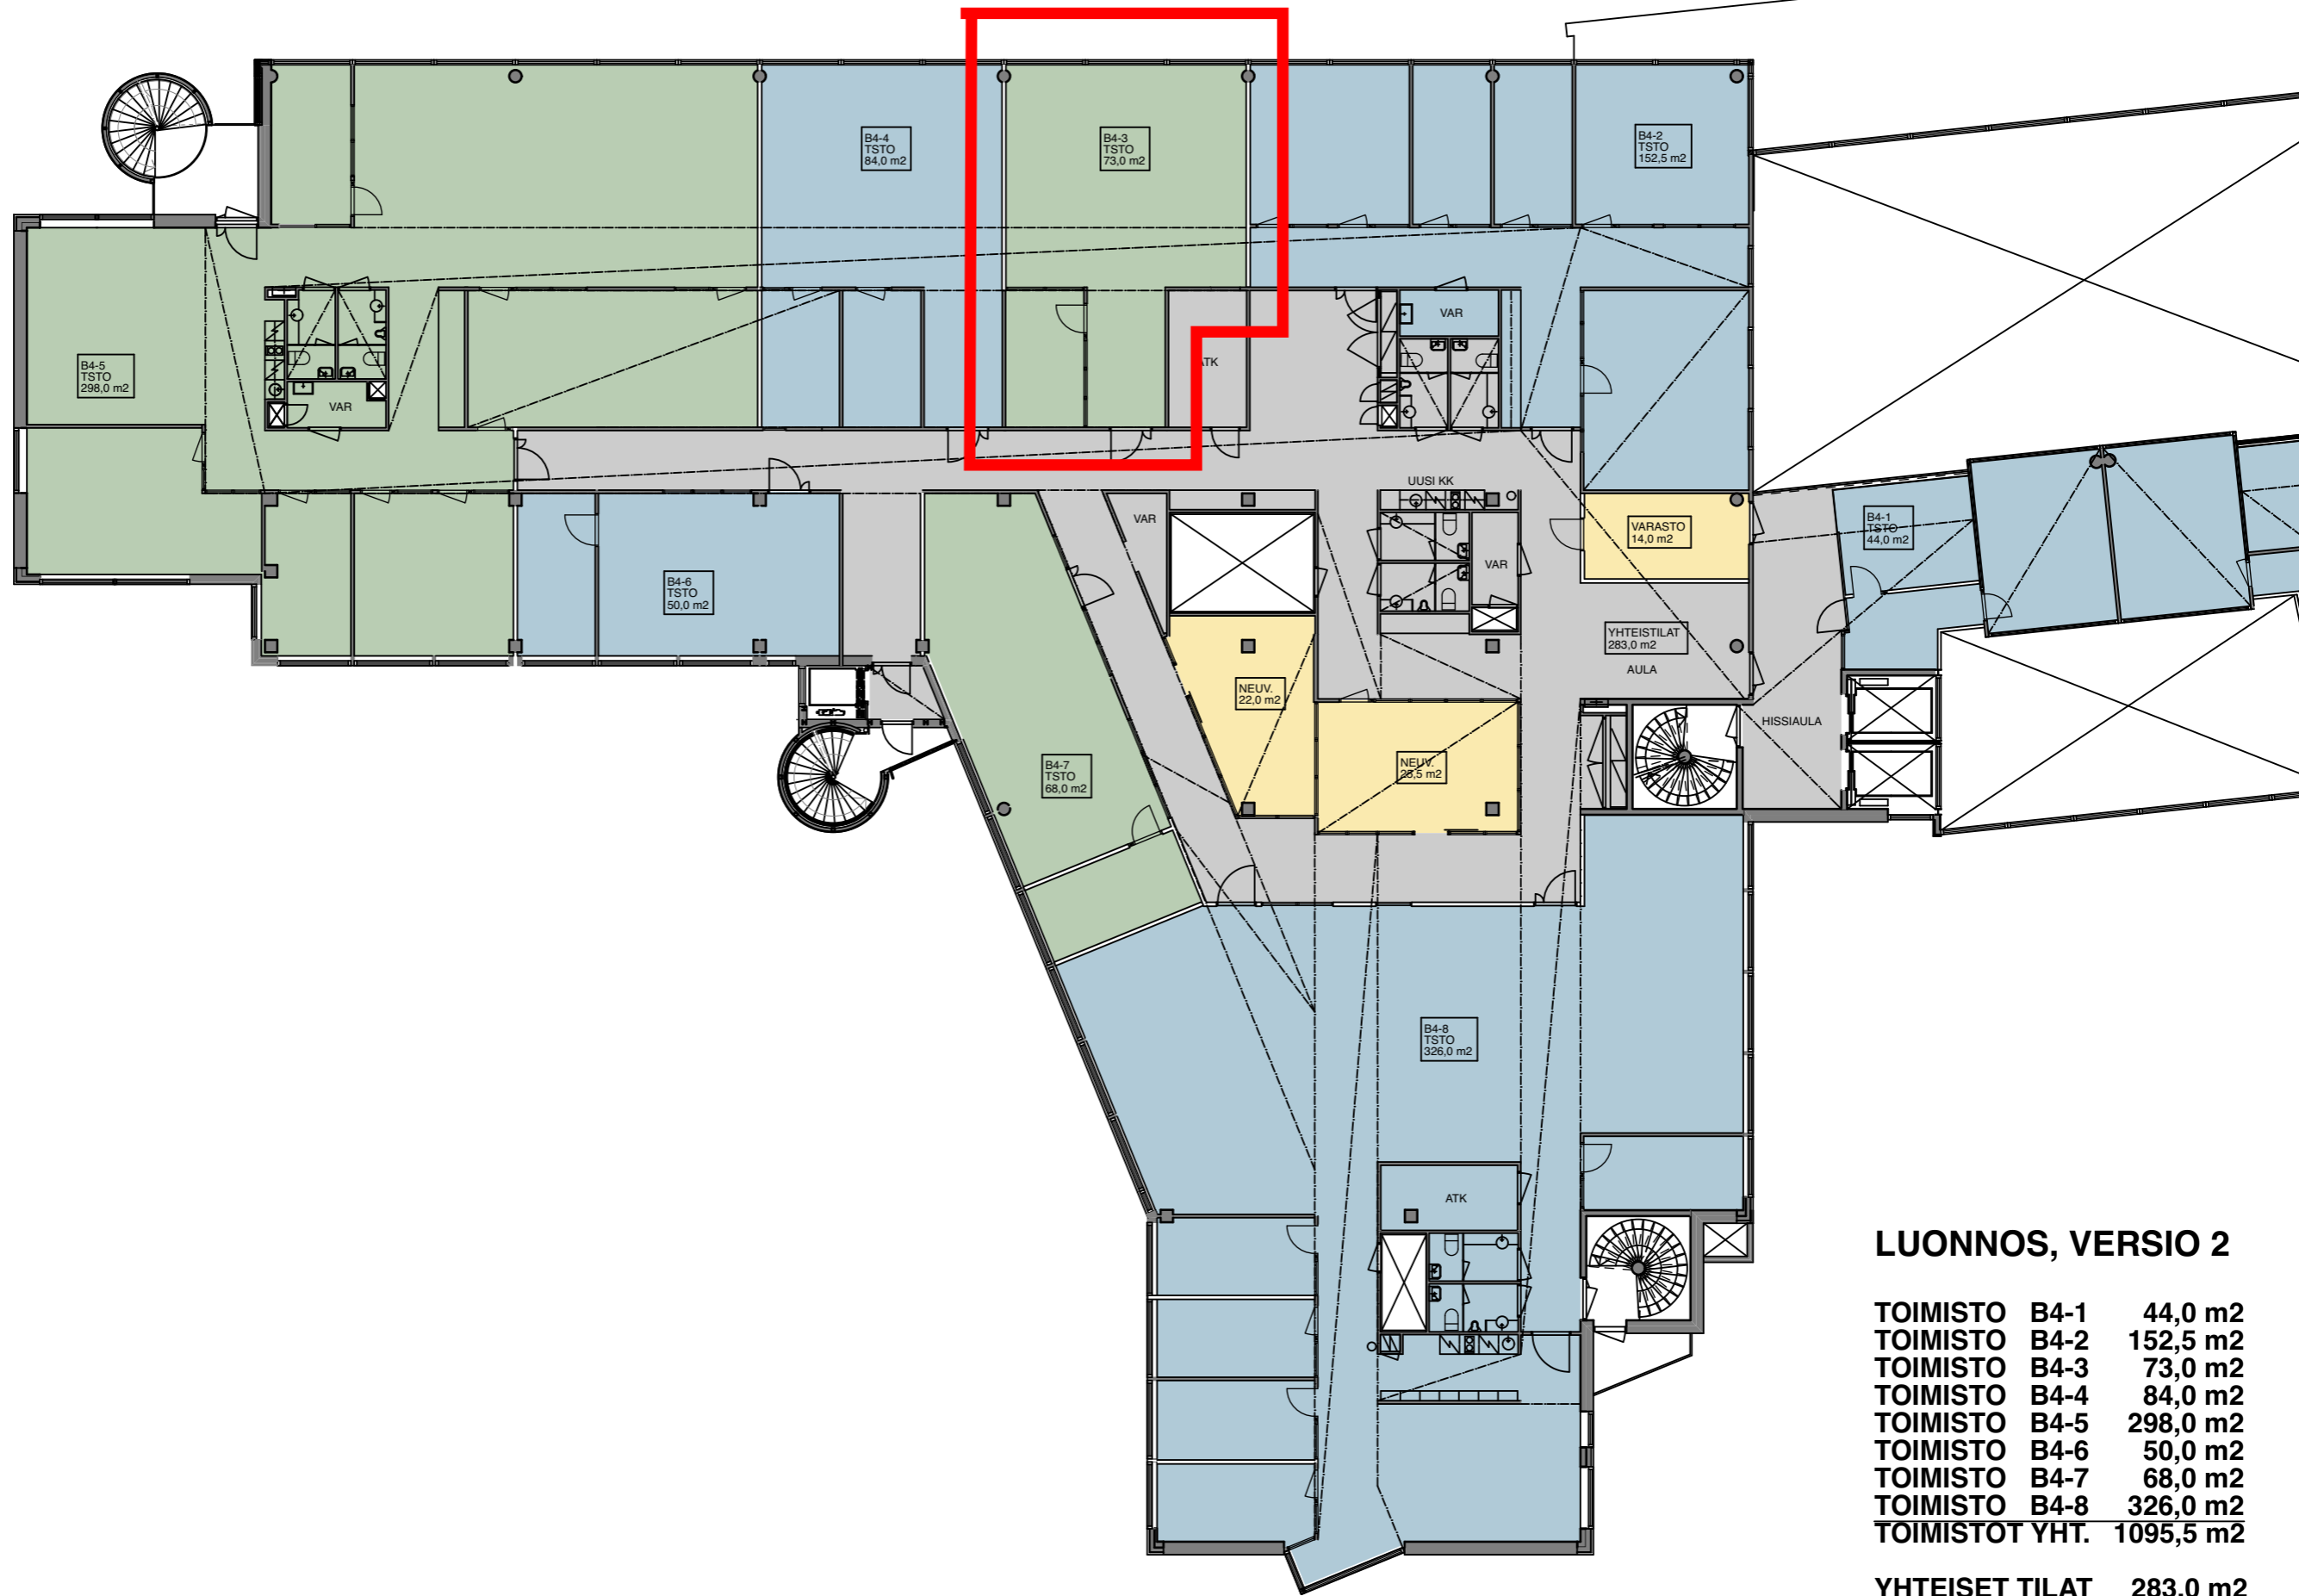 B4-4
TSTO
84,0 m2
B4-3
TSTO
73,0 m2
B4-2
TSTO
152,5 m2
VAR
B4-5
TSTO
298,0 m2
ATK
VAR
UUSI KK
VAR
VARASTO
14,0 m2
B4-1
TSTO
44,0 m2
B4-6
TSTO
50,0 m2
VAR
YHTEISTILAT
283,0 m2
AULA
NEUV.
22,0 m2
HISSIAULA
B4-7
TSTO
68,0 m2
NEUV.
25,5 m2
B4-8
TSTO
326,0 m2
ATK
LUONNOS, VERSIO 2
TOIMISTO B4-1 44,0 m2
TOIMISTO B4-2 152,5 m2
TOIMISTO B4-3 73,0 m2
TOIMISTO B4-4 84,0 m2
TOIMISTO B4-5 298,0 m2
TOIMISTO B4-6 50,0 m2
TOIMISTO B4-7 68,0 m2
TOIMISTO B4-8 326,0 m2
TOIMISTOT YHT. 1095,5 m2
YHTEISET TILAT 283,0 m2